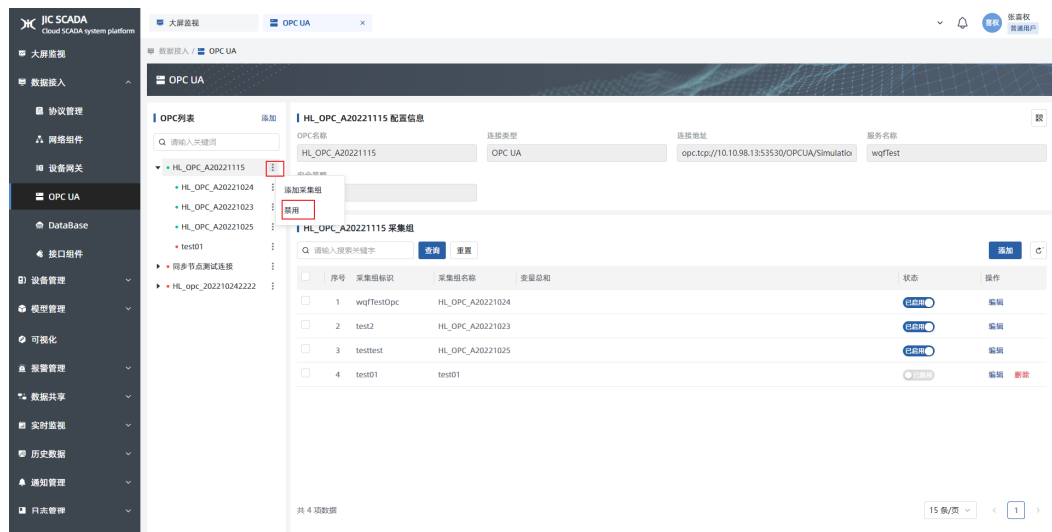 JIC SCADA
Cloud SCADA system platform
大屏监视
OPC UA ×
喜权
张喜权
普通用户
大屏监视
数据接入
协议管理
网络组件
设备网关
OPC UA
DataBase
接口组件
设备管理
模型管理
可视化
报警管理
数据共享
实时监视
历史数据
通知管理
日志管理
数据接入 / OPC UA
OPC UA
OPC列表 添加
请输入关键词
HL_OPC_A20221115
HL_OPC_A20221024
HL_OPC_A20221023
HL_OPC_A20221025
test01
同步节点测试连接
HL_opc_202210242222
添加采集组
禁用
HL_OPC_A20221115 配置信息
OPC名称 连接类型 连接地址 服务名称
HL_OPC_A20221115 OPC UA opc.tcp://10.10.98.13:53530/OPCUA/Simulation wqfTest
HL_OPC_A20221115 采集组
请输入搜索关键字 查询 重置 添加
序号 采集组标识 采集组名称 变量总和 状态 操作
1 wqfTestOpc HL_OPC_A20221024 已启用 编辑
2 test2 HL_OPC_A20221023 已启用 编辑
3 testtest HL_OPC_A20221025 已启用 编辑
4 test01 test01 编辑 删除
共 4 项数据 15 条/页 < 1 >